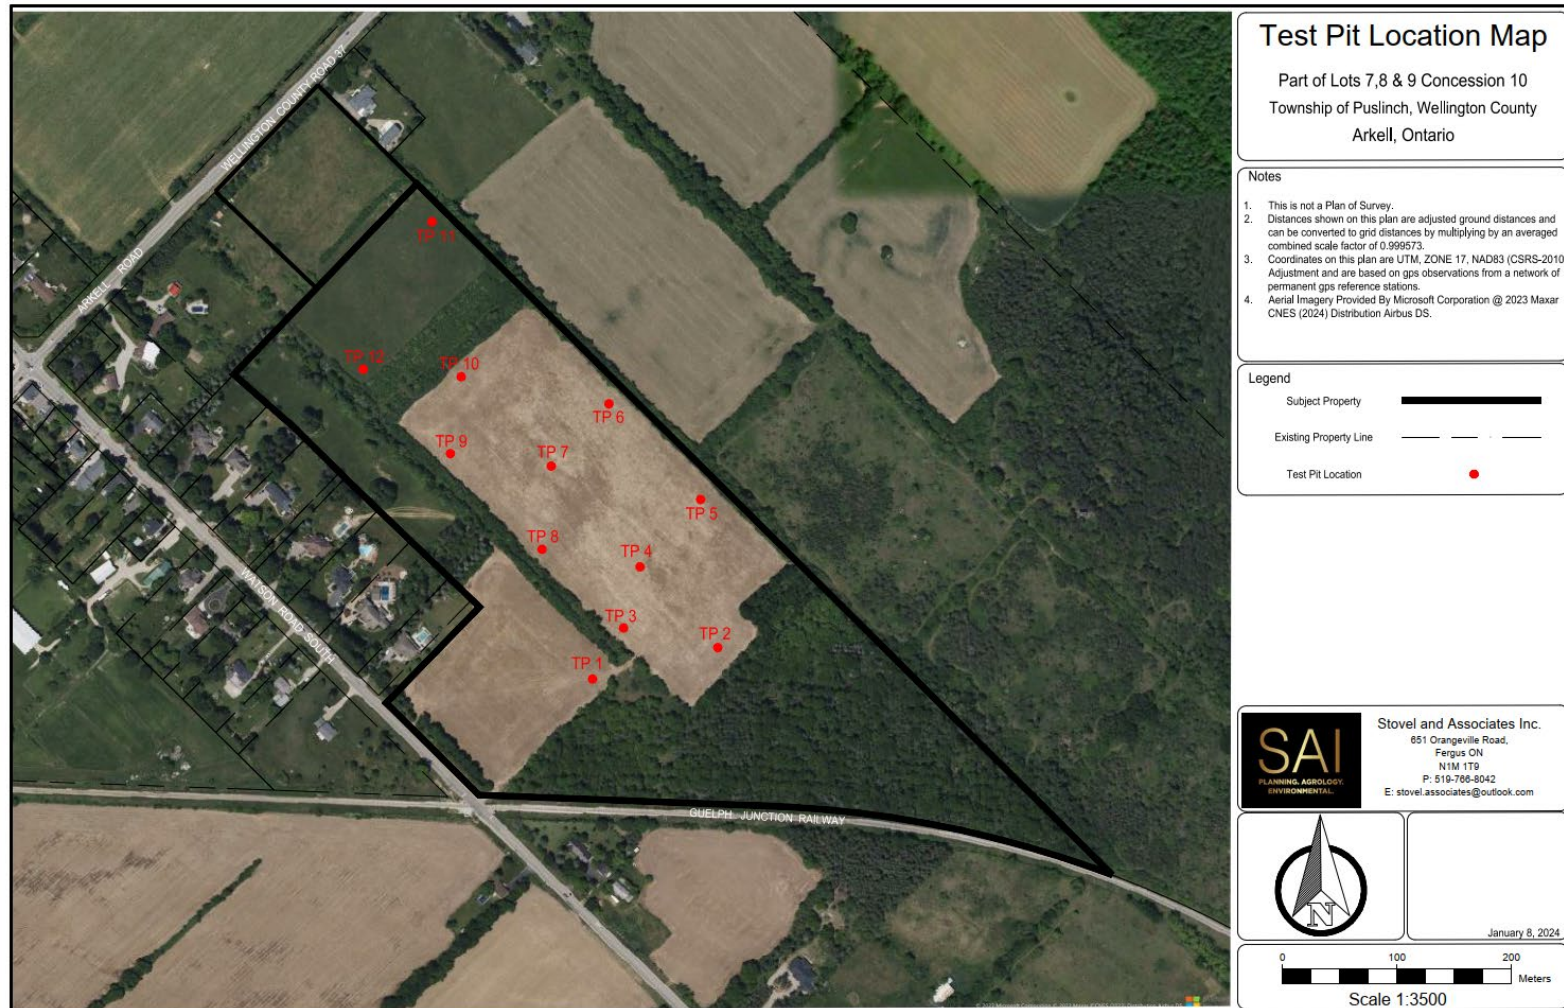 Test Pit Location Map
Part of Lots 7,8 & 9 Concession 10
Township of Puslinch, Wellington County
Arkell, Ontario
Notes
1. This is not a Plan of Survey.
2. Distances shown on this plan are adjusted ground distances and
can be converted to grid distances by multiplying by an averaged
combined scale factor of 0.999573.
3. Coordinates on this plan are UTM, ZONE 17, NAD83 (CSRS-2010
Adjustment and are based on gps observations from a network of
permanent gps reference stations.
4. Aerial Imagery Provided By Microsoft Corporation @ 2023 Maxar
CNES (2024) Distribution Airbus DS.
Legend
Subject Property
Existing Property Line
Test Pit Location
SAI
PLANNING. AGROLOGY.
ENVIRONMENTAL.
Stovel and Associates Inc.
651 Orangeville Road,
Fergus ON
N1M 1T9
P: 519-766-8042
E: stovel.associates@outlook.com
N
January 8, 2024
0 100 200
Meters
Scale 1:3500
WELLINGTON COUNTY ROAD 37
ARKELL ROAD
WATSON ROAD SOUTH
GUELPH JUNCTION RAILWAY
TP 11
TP 12
TP 10
TP 6
TP 9
TP 7
TP 5
TP 8
TP 4
TP 3
TP 2
TP 1